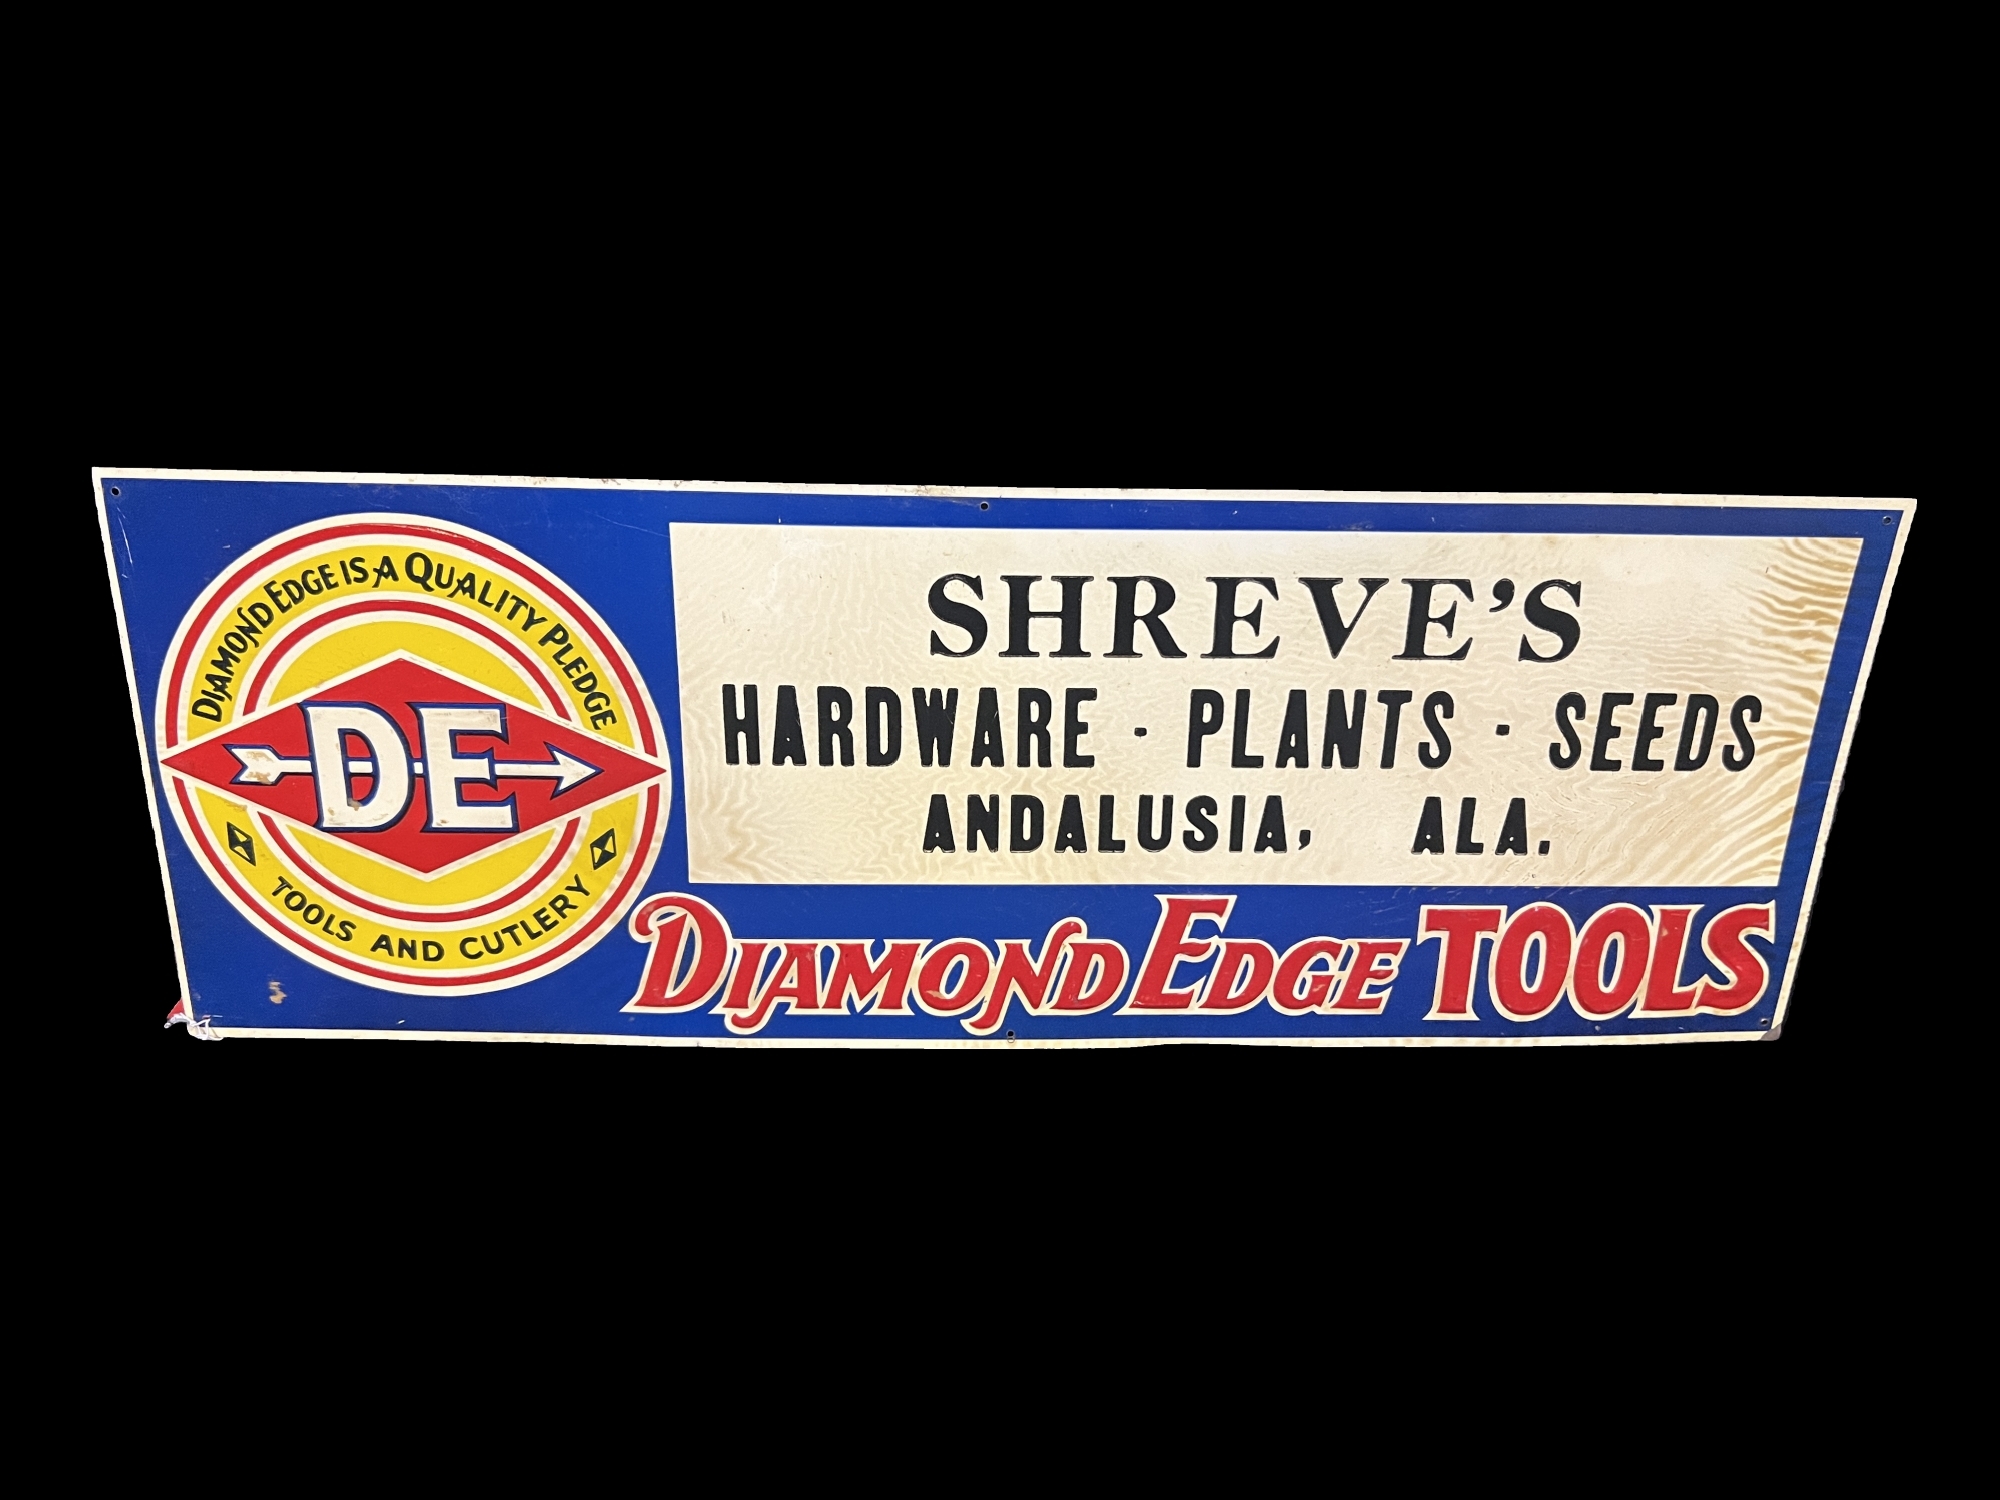 DIAMOND EDGE IS A QUALITY PLEDGE
DE
TOOLS AND CUTLERY
SHREVE'S
HARDWARE · PLANTS · SEEDS
ANDALUSIA, ALA.
DIAMOND EDGE TOOLS